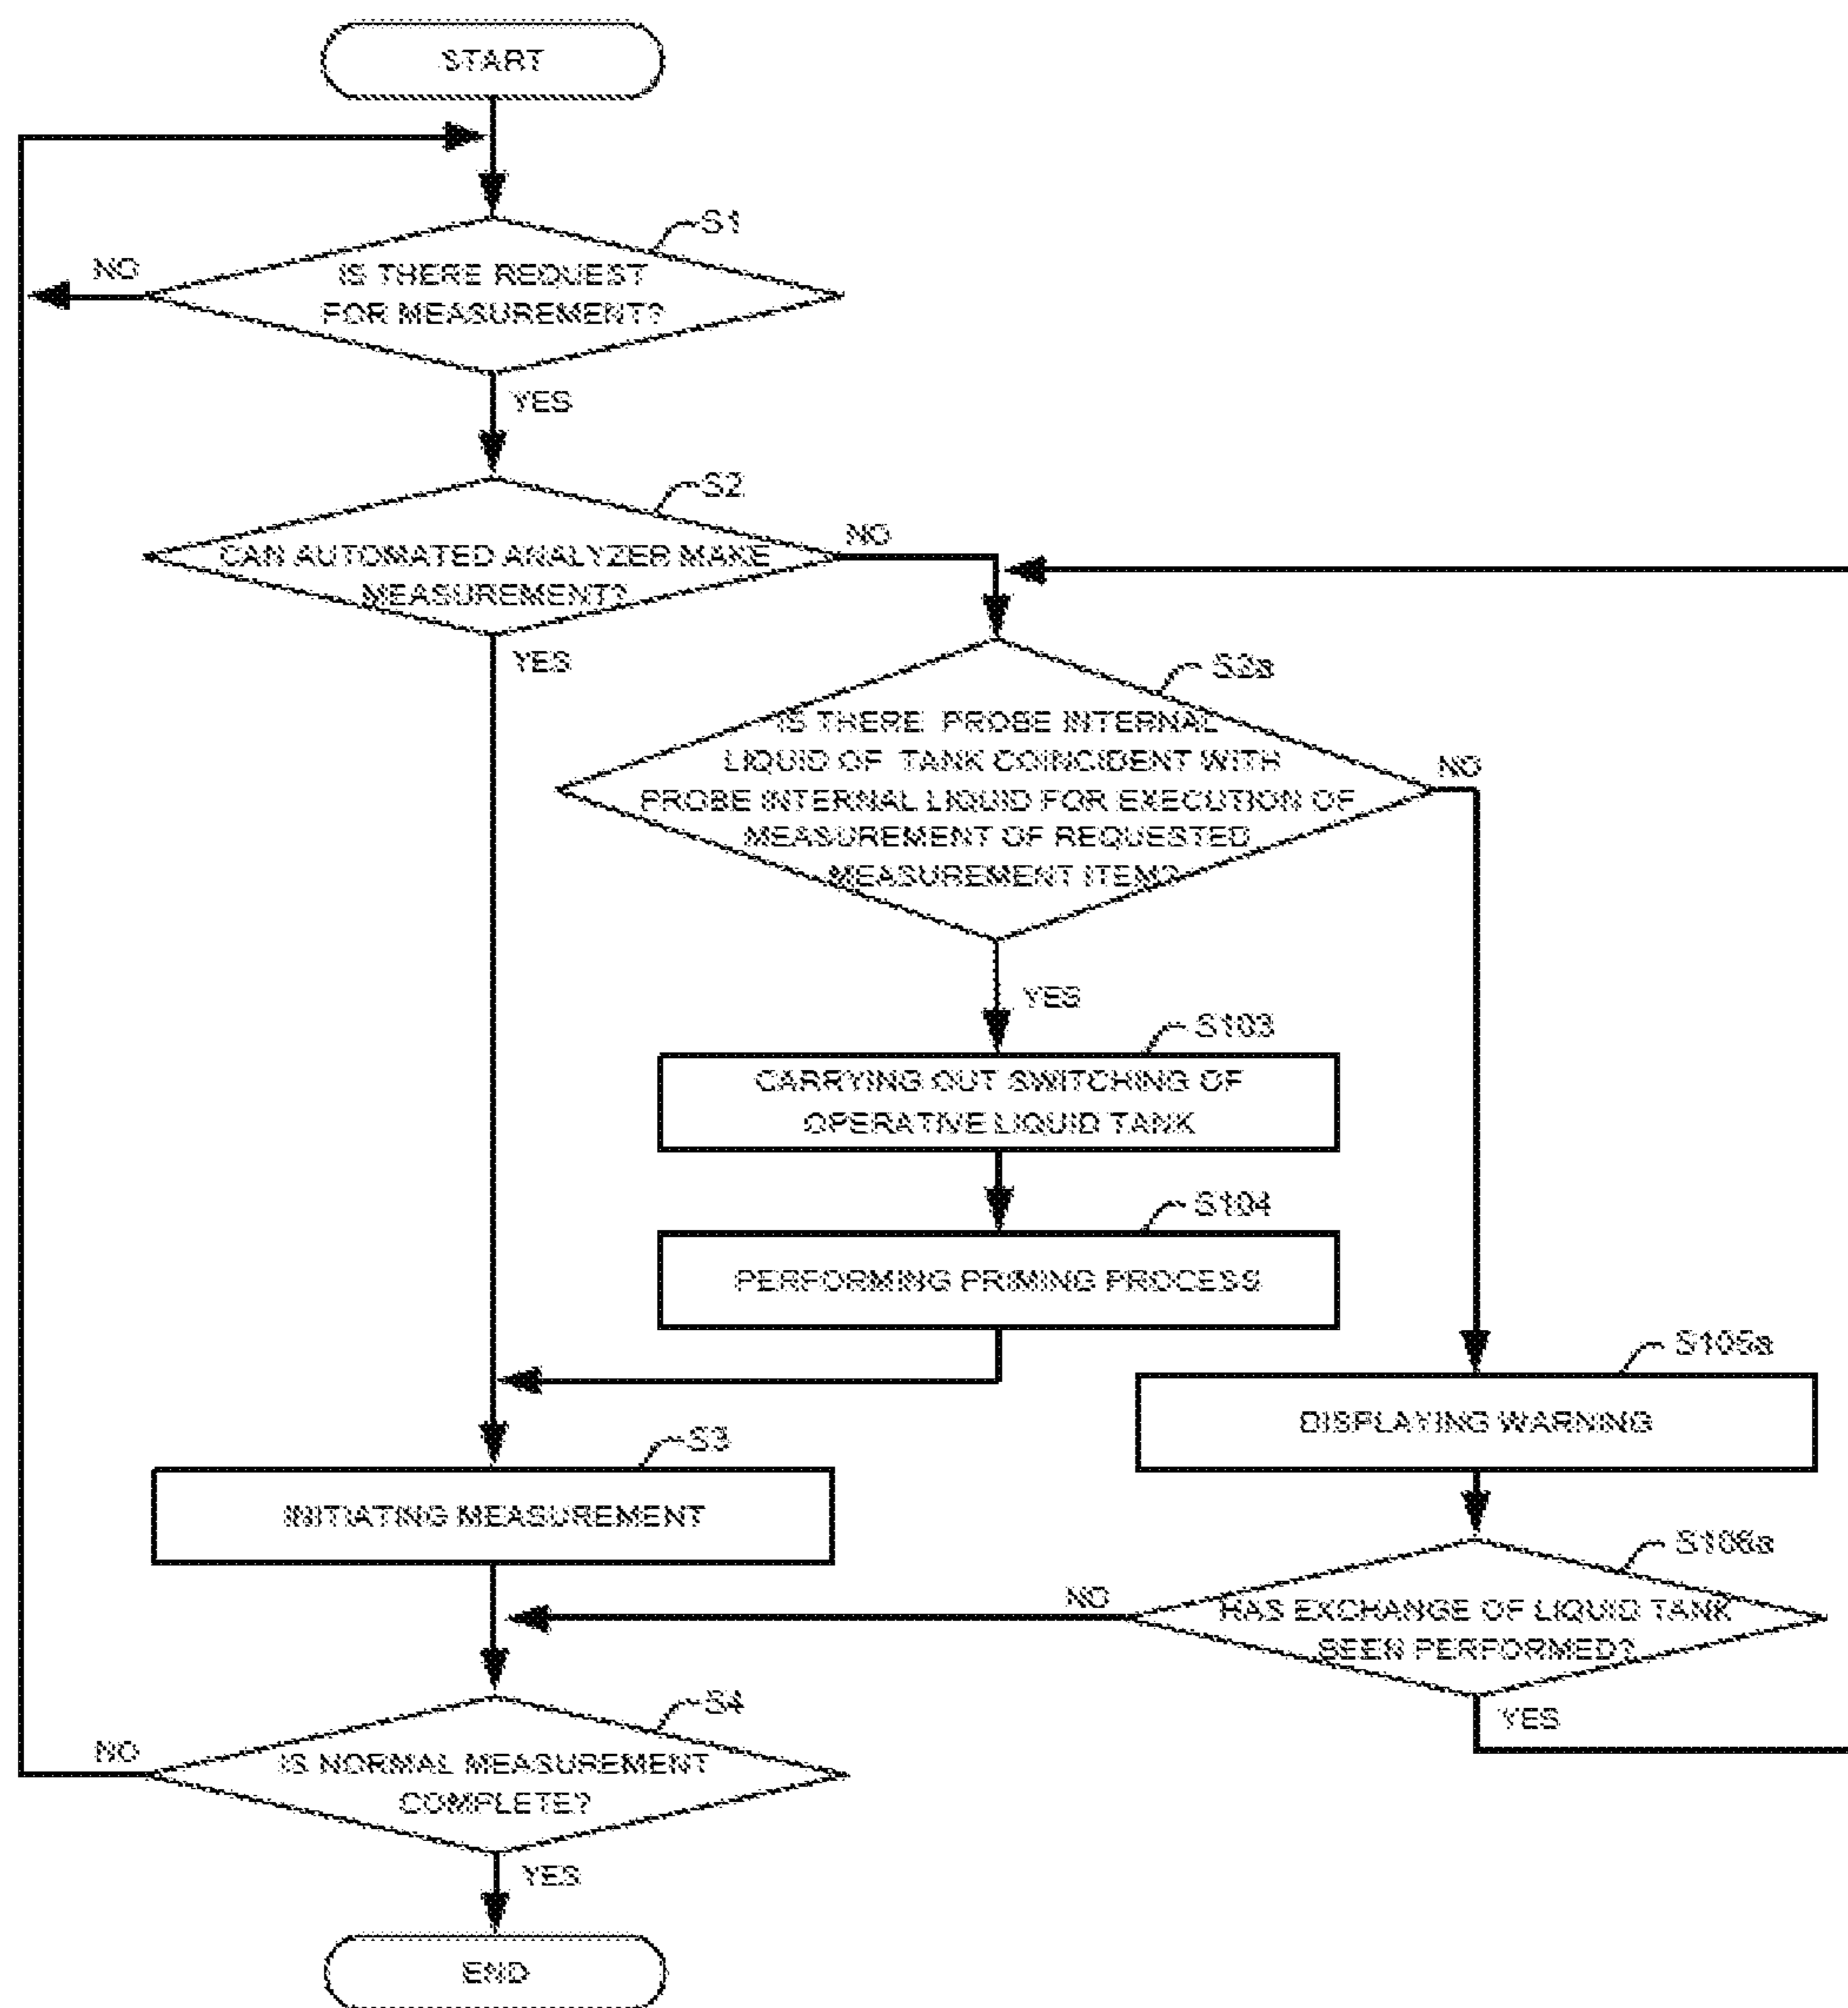 START
S1
NO
IS THERE REQUEST
FOR MEASUREMENT?
YES
S2
CAN AUTOMATED ANALYZER MAKE
MEASUREMENT?
NO
YES
S2a
IS THERE PROBE INTERNAL
LIQUID OF TANK COINCIDENT WITH
PROBE INTERNAL LIQUID FOR EXECUTION OF
MEASUREMENT OF REQUESTED
MEASUREMENT ITEM?
NO
YES
S103
CARRYING OUT SWITCHING OF
OPERATIVE LIQUID TANK
S104
PERFORMING PRIMING PROCESS
S105a
DISPLAYING WARNING
S3
INITIATING MEASUREMENT
S106a
NO
HAS EXCHANGE OF LIQUID TANK
BEEN PERFORMED?
YES
S4
NO
IS NORMAL MEASUREMENT
COMPLETE?
YES
END